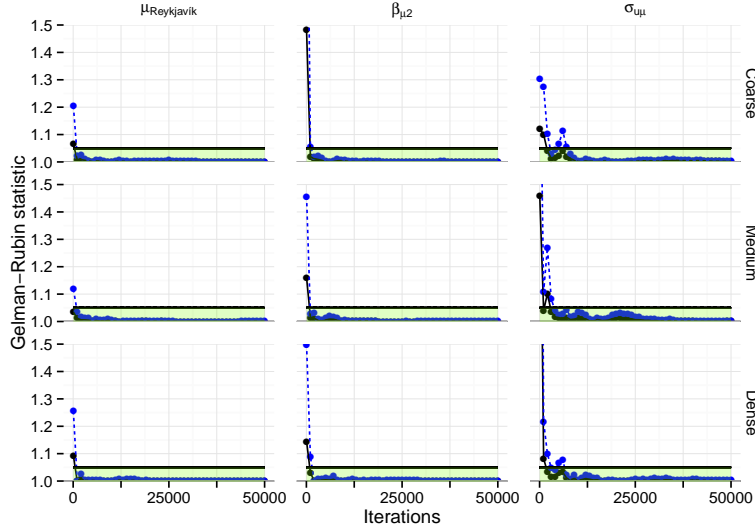 μReykjavik βμ2 σuμ
1.5
1.4
1.3
1.2
1.1
1.0
Coarse
1.5
1.4
1.3
1.2
1.1
1.0
Medium
1.5
1.4
1.3
1.2
1.1
1.0
Dense
Gelman−Rubin statistic
0 25000 50000 0 25000 50000 0 25000 50000
Iterations